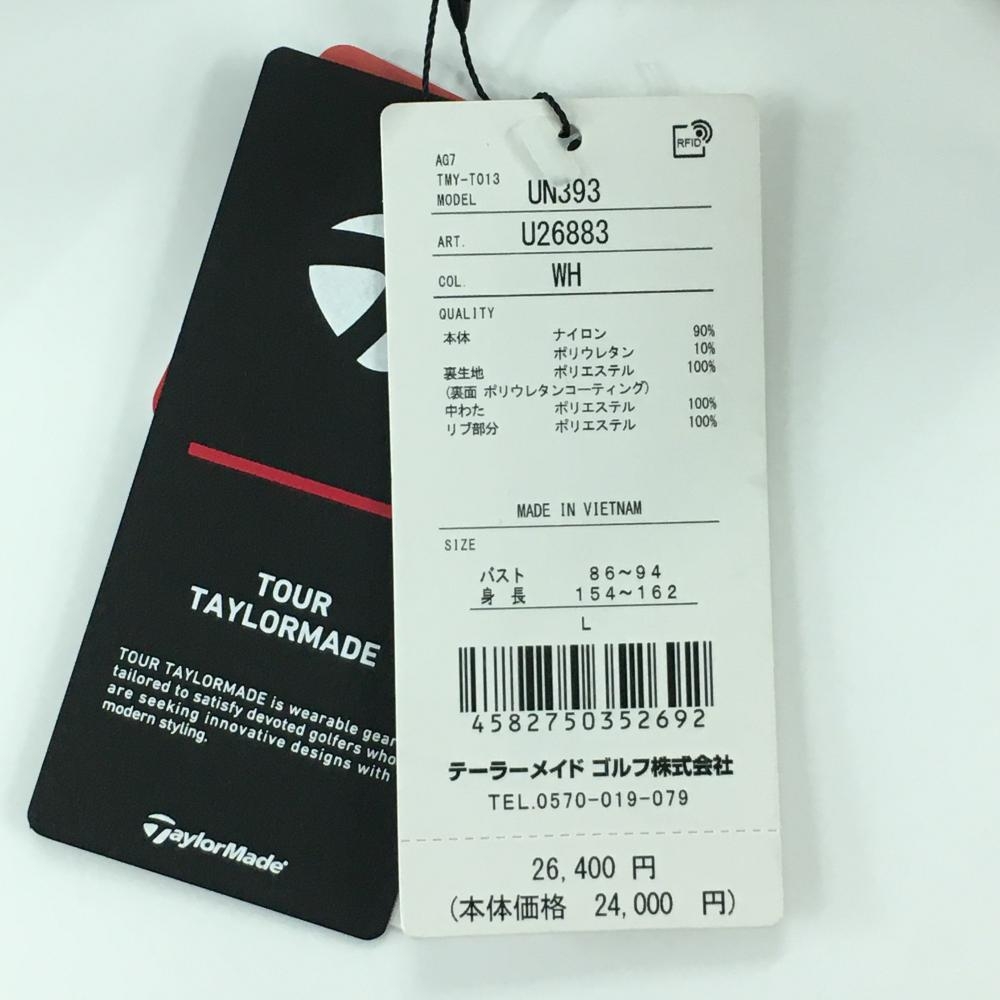 TOUR
TAYLORMADE
TOUR TAYLORMADE is wearable gear
tailored to satisfy devoted golfers who
are seeking innovative designs with
modern styling.
TaylorMade
RFID
AG7
TMY-T013
MODEL UN393
ART. U26883
COL. WH
QUALITY
本体 ナイロン 90%
ポリウレタン 10%
裏生地 ポリエステル 100%
(裏面 ポリウレタンコーティング)
中わた ポリエステル 100%
リブ部分 ポリエステル 100%
MADE IN VIETNAM
SIZE
バスト 86~94
身長 154~162
L
4582750352692
テーラーメイド ゴルフ株式会社
TEL.0570-019-079
26,400 円
(本体価格 24,000 円)